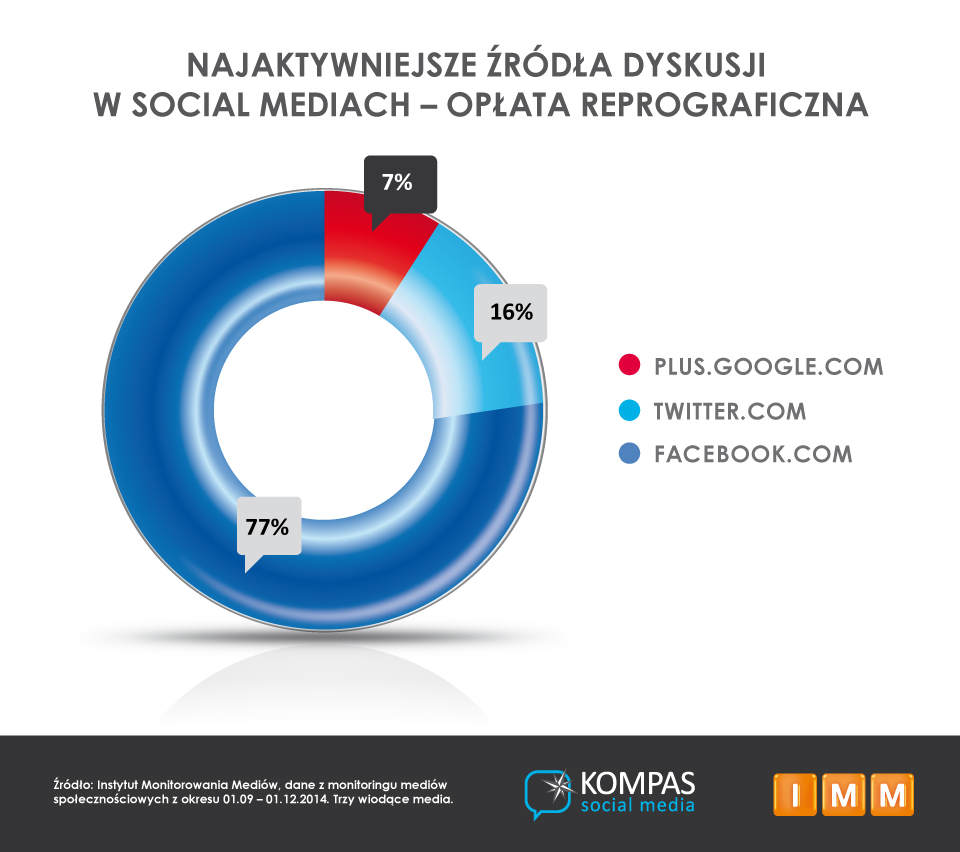 NAJAKTYWNIEJSZE ŹRÓDŁA DYSKUSJI
W SOCIAL MEDIACH – OPŁATA REPROGRAFICZNA
7%
16%
77%
PLUS.GOOGLE.COM
TWITTER.COM
FACEBOOK.COM
Źródło: Instytut Monitorowania Mediów, dane z monitoringu mediów
społecznościowych z okresu 01.09 – 01.12.2014. Trzy wiodące media.
KOMPAS
social media
IMM